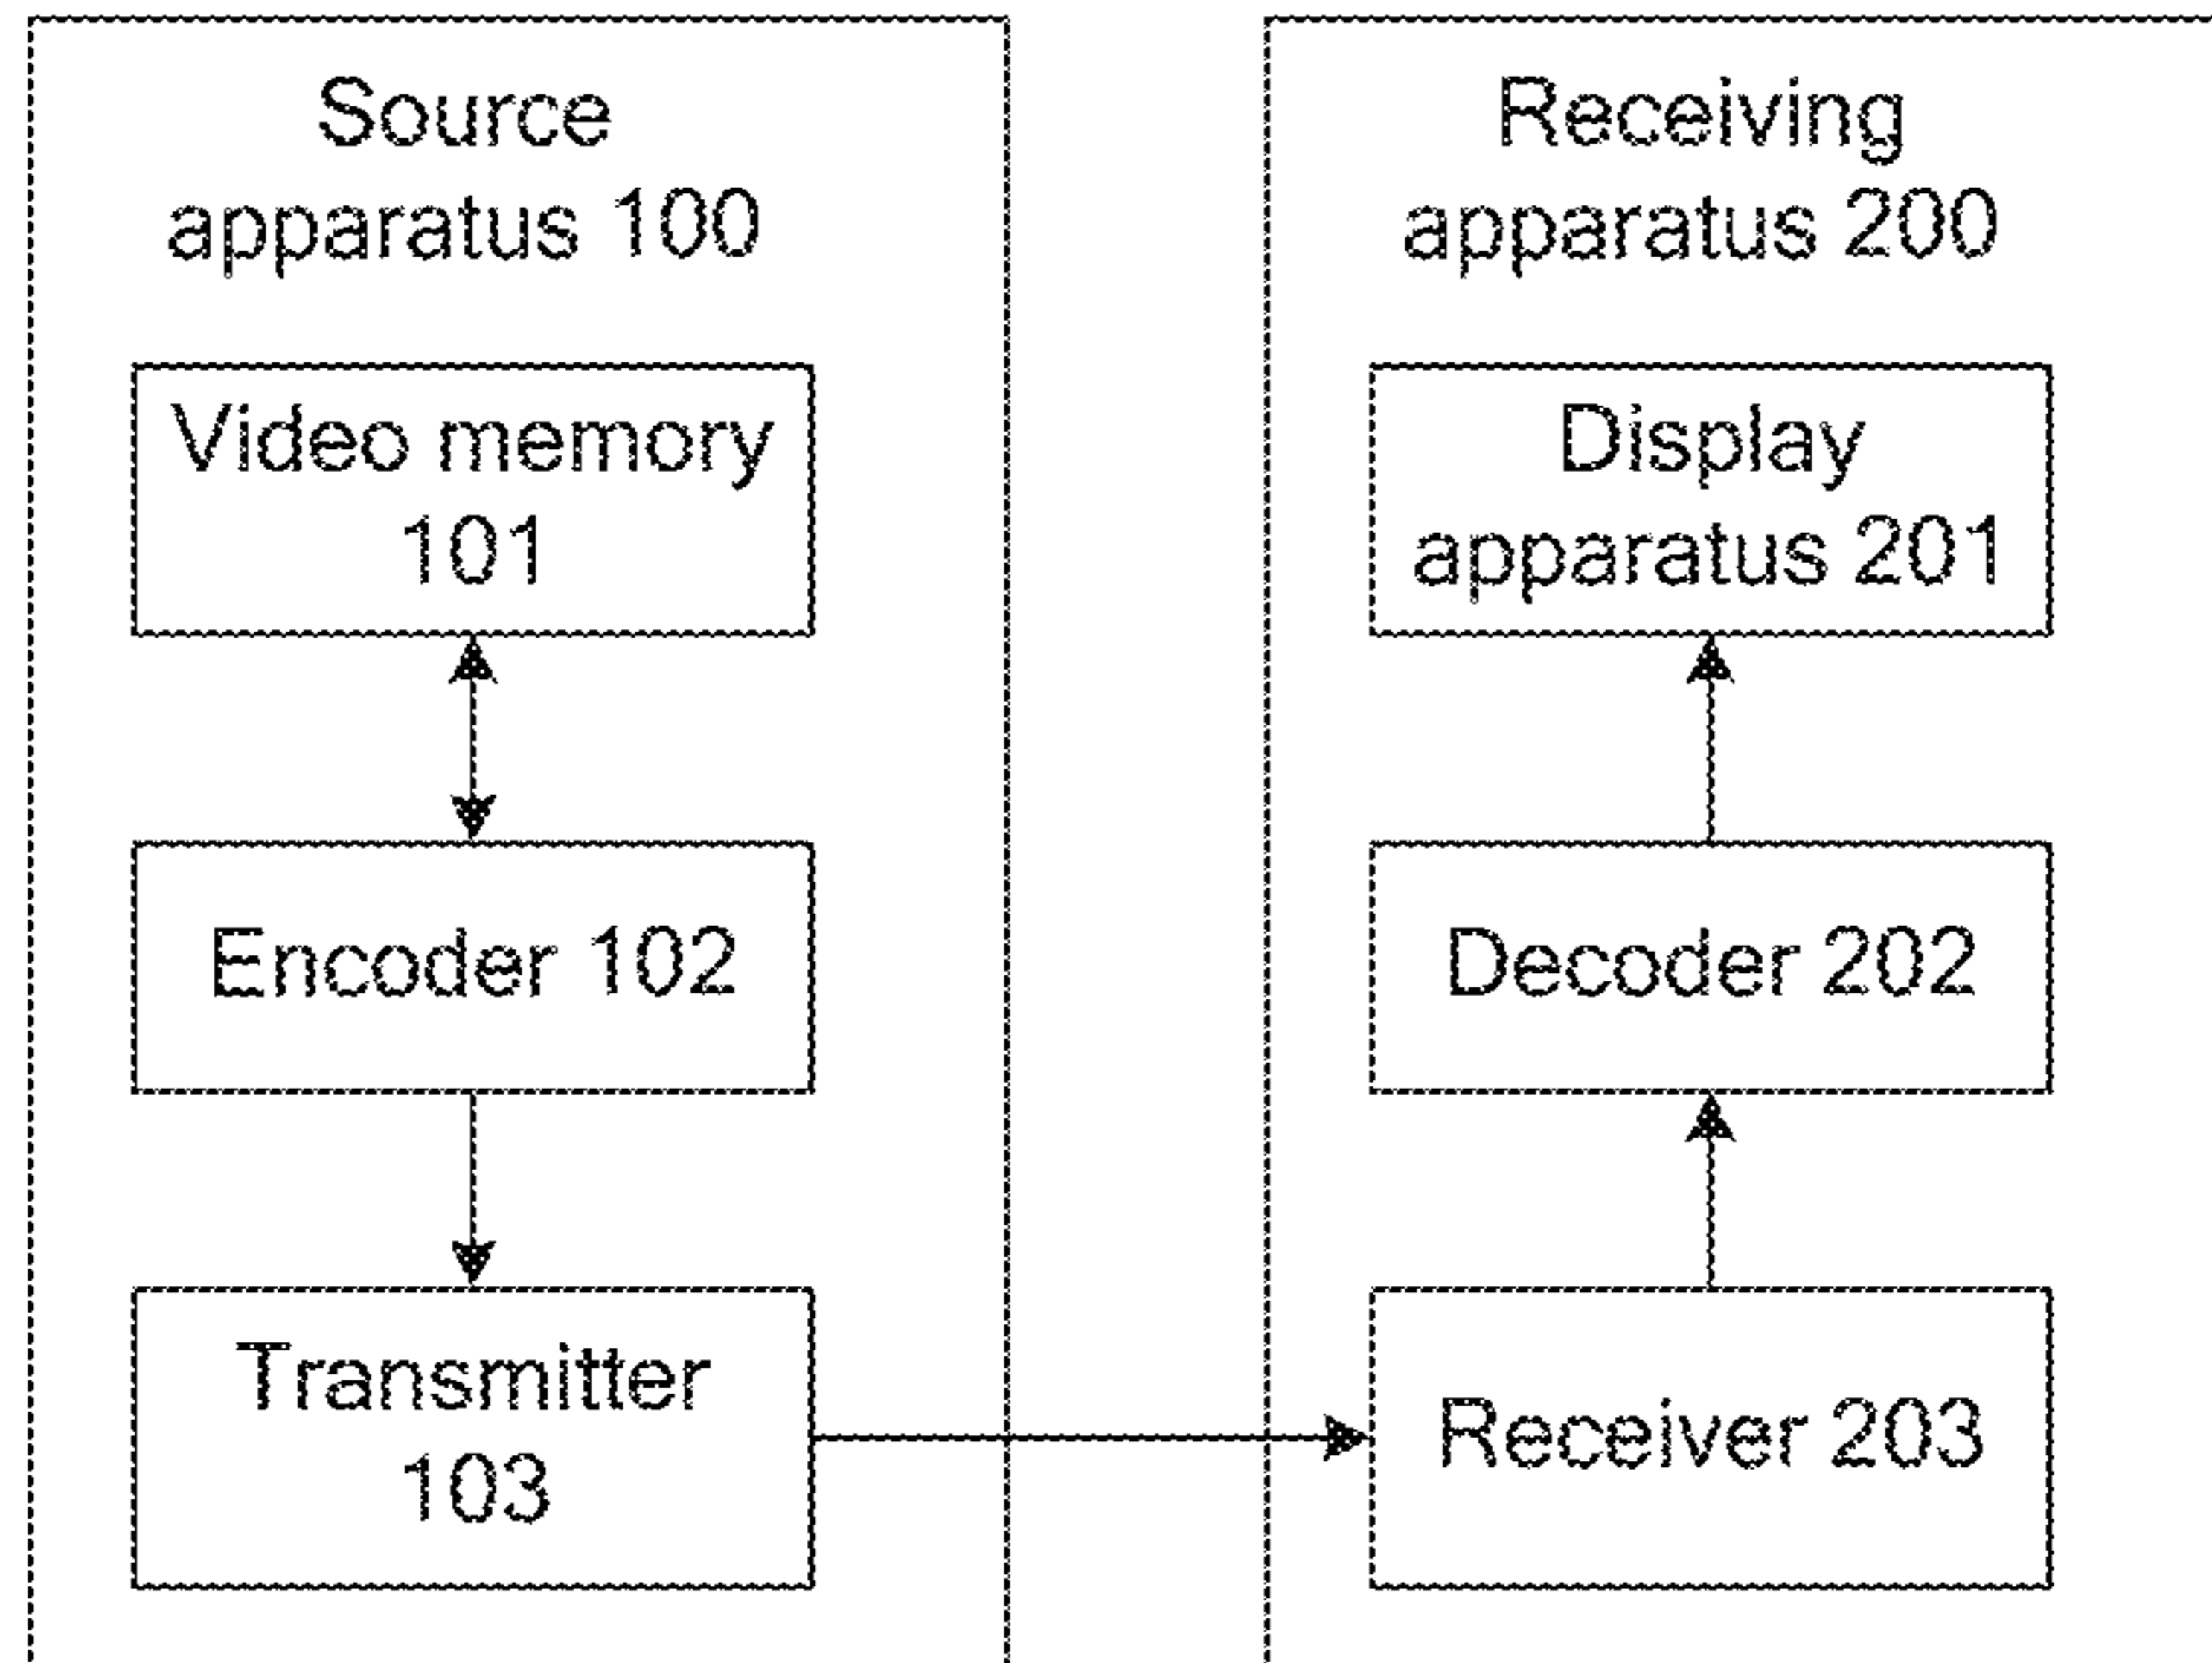 Source
apparatus 100
Video memory
101
Encoder 102
Transmitter
103
Receiving
apparatus 200
Display
apparatus 201
Decoder 202
Receiver 203